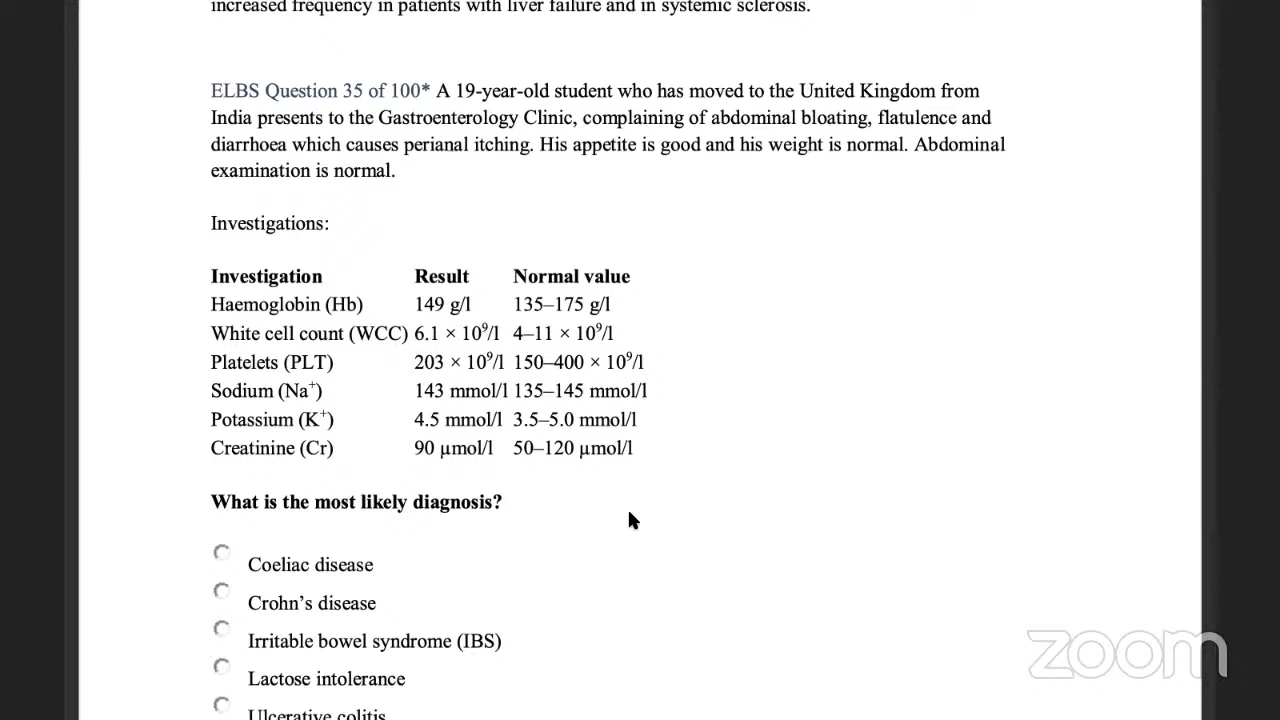 increased frequency in patients with liver failure and in systemic sclerosis.
ELBS Question 35 of 100* A 19-year-old student who has moved to the United Kingdom from
India presents to the Gastroenterology Clinic, complaining of abdominal bloating, flatulence and
diarrhoea which causes perianal itching. His appetite is good and his weight is normal. Abdominal
examination is normal.
Investigations:
Investigation Result Normal value
Haemoglobin (Hb) 149 g/l 135–175 g/l
White cell count (WCC) 6.1 × 10⁹/l 4–11 × 10⁹/l
Platelets (PLT) 203 × 10⁹/l 150–400 × 10⁹/l
Sodium (Na⁺) 143 mmol/l 135–145 mmol/l
Potassium (K⁺) 4.5 mmol/l 3.5–5.0 mmol/l
Creatinine (Cr) 90 µmol/l 50–120 µmol/l
What is the most likely diagnosis?
Coeliac disease
Crohn’s disease
Irritable bowel syndrome (IBS)
Lactose intolerance
Ulcerative colitis
zoom